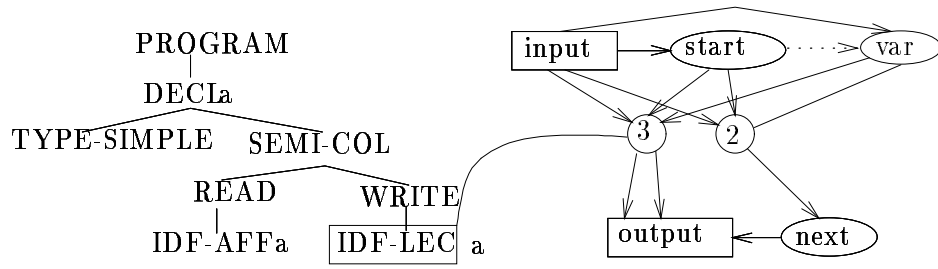 PROGRAM
DECLa
TYPE-SIMPLE
SEMI-COL
READ
WRITE
IDF-AFFa
IDF-LEC a
input
start
var
3
2
output
next